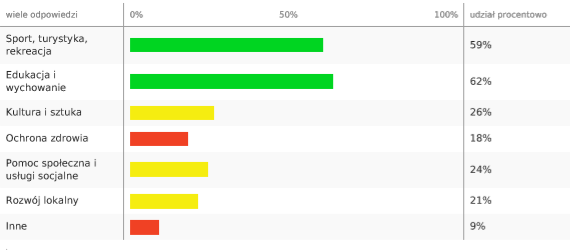 wiele odpowiedzi 0% 50% 100% udział procentowo
Sport, turystyka,
rekreacja 59%
Edukacja i
wychowanie 62%
Kultura i sztuka 26%
Ochrona zdrowia 18%
Pomoc społeczna i
usługi socjalne 24%
Rozwój lokalny 21%
Inne 9%